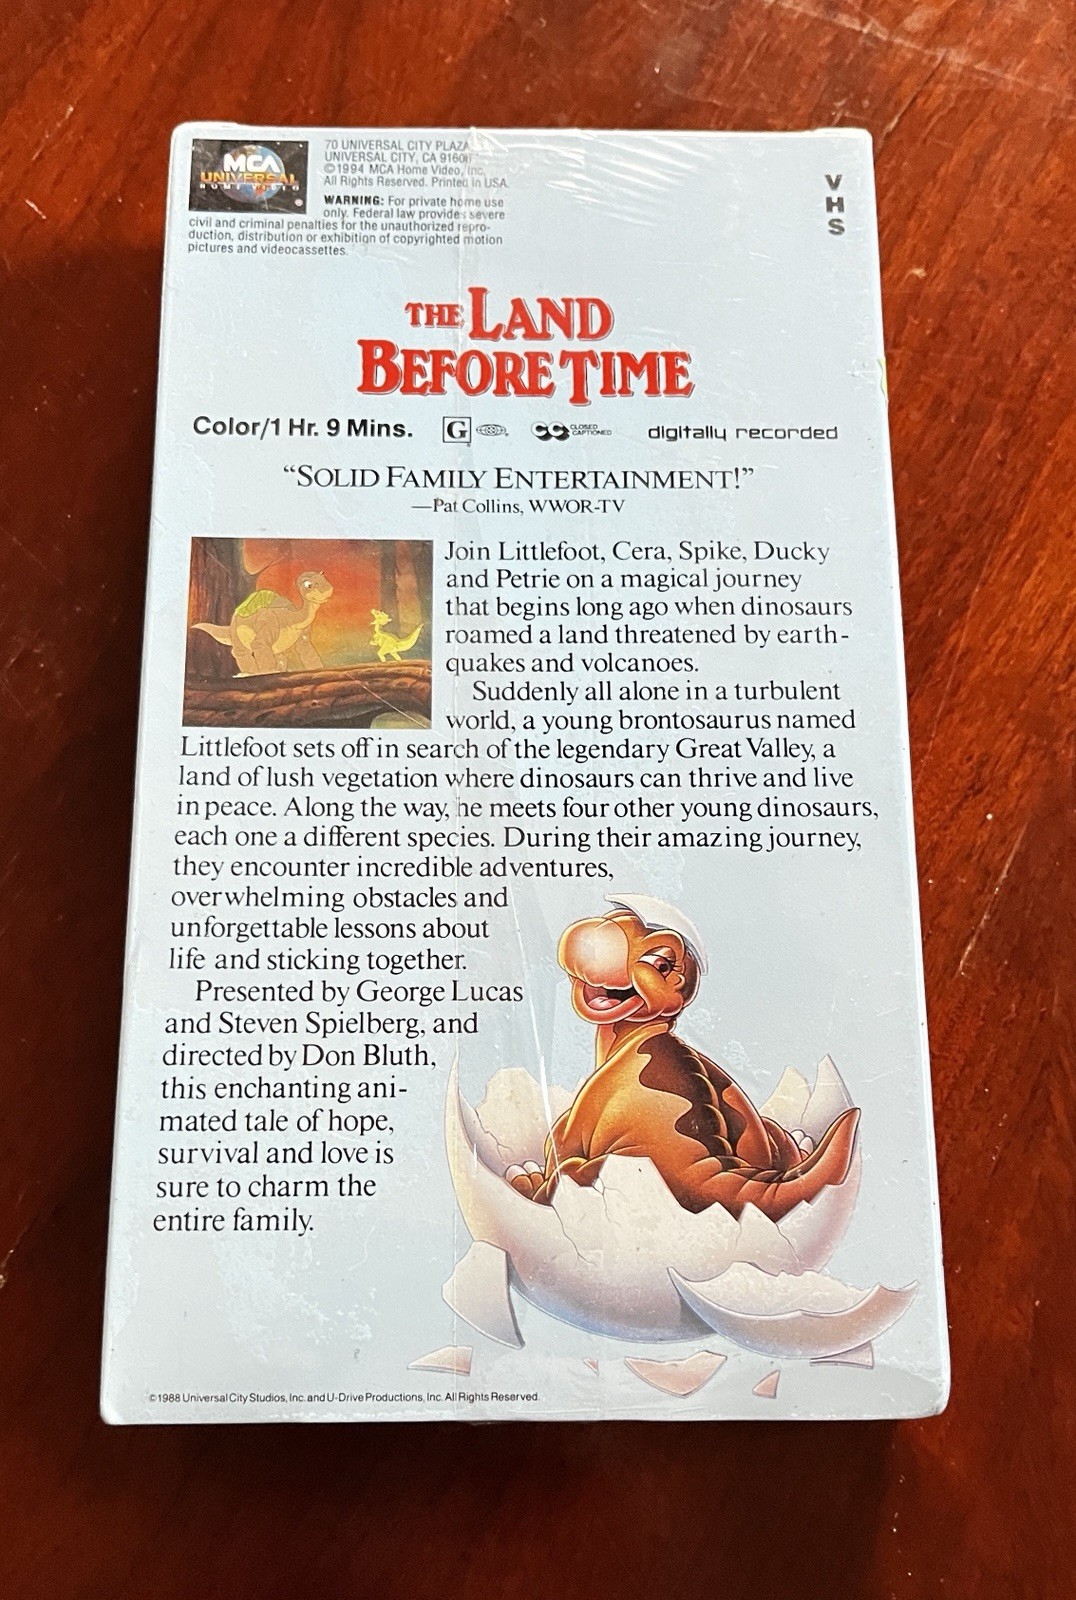 MCA
UNIVERSAL
HOME VIDEO
®
70 UNIVERSAL CITY PLAZA
UNIVERSAL CITY, CA 91608
©1994 MCA Home Video, Inc.
All Rights Reserved. Printed in USA.
WARNING: For private home use
only. Federal law provides severe
civil and criminal penalties for the unauthorized repro-
duction, distribution or exhibition of copyrighted motion
pictures and videocassettes.
VHS
THE LAND
BEFORE TIME
Color/1 Hr. 9 Mins. G CC CLOSED CAPTIONED digitally recorded
“SOLID FAMILY ENTERTAINMENT!”
—Pat Collins, WWOR-TV
Join Littlefoot, Cera, Spike, Ducky
and Petrie on a magical journey
that begins long ago when dinosaurs
roamed a land threatened by earth-
quakes and volcanoes.
Suddenly all alone in a turbulent
world, a young brontosaurus named
Littlefoot sets off in search of the legendary Great Valley, a
land of lush vegetation where dinosaurs can thrive and live
in peace. Along the way, he meets four other young dinosaurs,
each one a different species. During their amazing journey,
they encounter incredible adventures,
overwhelming obstacles and
unforgettable lessons about
life and sticking together.
Presented by George Lucas
and Steven Spielberg, and
directed by Don Bluth,
this enchanting ani-
mated tale of hope,
survival and love is
sure to charm the
entire family.
©1988 Universal City Studios, Inc. and U-Drive Productions, Inc. All Rights Reserved.